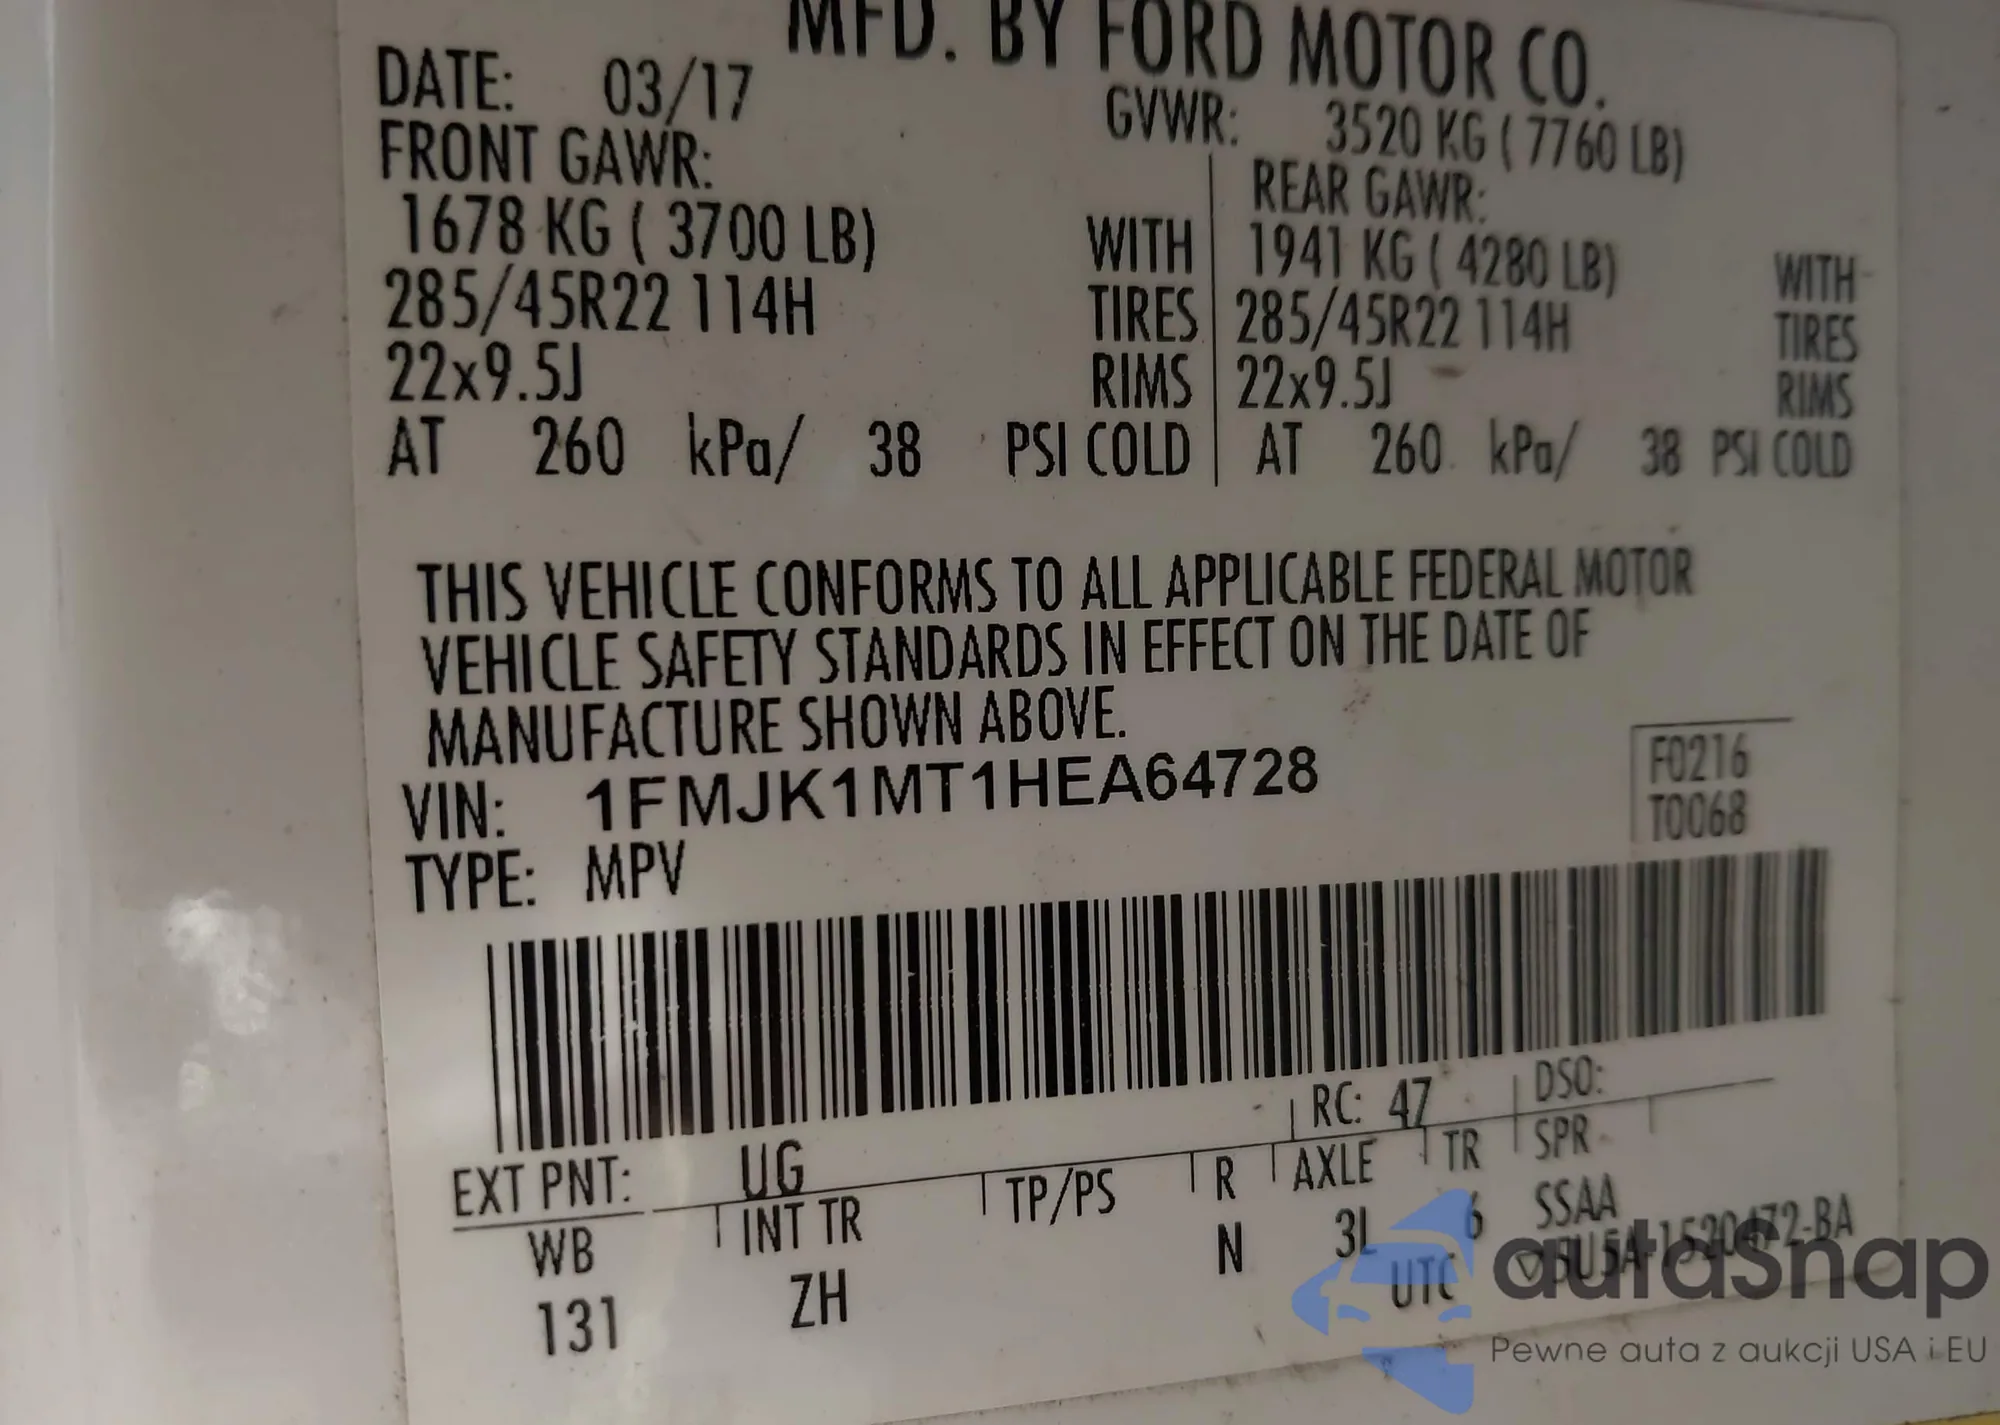 MFD. BY FORD MOTOR CO.
DATE: 03/17 GVWR: 3520 KG ( 7760 LB)
FRONT GAWR: REAR GAWR:
1678 KG ( 3700 LB) WITH 1941 KG ( 4280 LB) WITH
285/45R22 114H TIRES 285/45R22 114H TIRES
22x9.5J RIMS 22x9.5J RIMS
AT 260 kPa/ 38 PSI COLD AT 260 kPa/ 38 PSI COLD
THIS VEHICLE CONFORMS TO ALL APPLICABLE FEDERAL MOTOR
VEHICLE SAFETY STANDARDS IN EFFECT ON THE DATE OF
MANUFACTURE SHOWN ABOVE.
VIN: 1FMJK1MT1HEA64728
TYPE: MPV
F0216
T0068
EXT PNT: UG RC: 47 DSO:
WB INT TR TP/PS R AXLE TR SPR
131 ZH N 3L 6 SSAA
UTC 5U5A-1520472-BA
autoSnap
Pewne auta z aukcji USA i EU